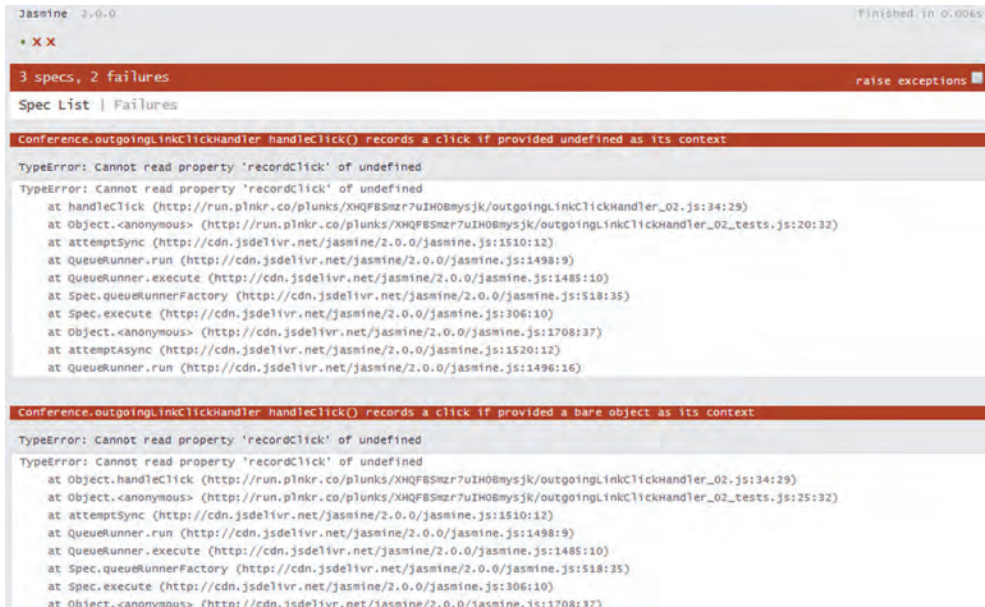 Jasmine 2.0.0
finished in 0.006s
• x x
3 specs, 2 failures
raise exceptions
Spec List | Failures
Conference.outgoingLinkClickHandler handleClick() records a click if provided undefined as its context
TypeError: Cannot read property 'recordClick' of undefined
TypeError: Cannot read property 'recordClick' of undefined
at handleClick (http://run.plnkr.co/plunks/XHQFBSmzr7uIHOBmysjk/outgoingLinkClickHandler_02.js:34:29)
at Object.<anonymous> (http://run.plnkr.co/plunks/XHQFBSmzr7uIHOBmysjk/outgoingLinkClickHandler_02_tests.js:20:32)
at attemptSync (http://cdn.jsdelivr.net/jasmine/2.0.0/jasmine.js:1510:12)
at QueueRunner.run (http://cdn.jsdelivr.net/jasmine/2.0.0/jasmine.js:1498:9)
at QueueRunner.execute (http://cdn.jsdelivr.net/jasmine/2.0.0/jasmine.js:1485:10)
at Spec.queueRunnerFactory (http://cdn.jsdelivr.net/jasmine/2.0.0/jasmine.js:518:35)
at Spec.execute (http://cdn.jsdelivr.net/jasmine/2.0.0/jasmine.js:306:10)
at Object.<anonymous> (http://cdn.jsdelivr.net/jasmine/2.0.0/jasmine.js:1708:37)
at attemptAsync (http://cdn.jsdelivr.net/jasmine/2.0.0/jasmine.js:1520:12)
at QueueRunner.run (http://cdn.jsdelivr.net/jasmine/2.0.0/jasmine.js:1496:16)
Conference.outgoingLinkClickHandler handleClick() records a click if provided a bare object as its context
TypeError: Cannot read property 'recordClick' of undefined
TypeError: Cannot read property 'recordClick' of undefined
at Object.handleClick (http://run.plnkr.co/plunks/XHQFBSmzr7uIHOBmysjk/outgoingLinkClickHandler_02.js:34:29)
at Object.<anonymous> (http://run.plnkr.co/plunks/XHQFBSmzr7uIHOBmysjk/outgoingLinkClickHandler_02_tests.js:25:32)
at attemptSync (http://cdn.jsdelivr.net/jasmine/2.0.0/jasmine.js:1510:12)
at QueueRunner.run (http://cdn.jsdelivr.net/jasmine/2.0.0/jasmine.js:1498:9)
at QueueRunner.execute (http://cdn.jsdelivr.net/jasmine/2.0.0/jasmine.js:1485:10)
at Spec.queueRunnerFactory (http://cdn.jsdelivr.net/jasmine/2.0.0/jasmine.js:518:35)
at Spec.execute (http://cdn.jsdelivr.net/jasmine/2.0.0/jasmine.js:306:10)
at Object.<anonymous> (http://cdn.jsdelivr.net/jasmine/2.0.0/jasmine.js:1708:37)